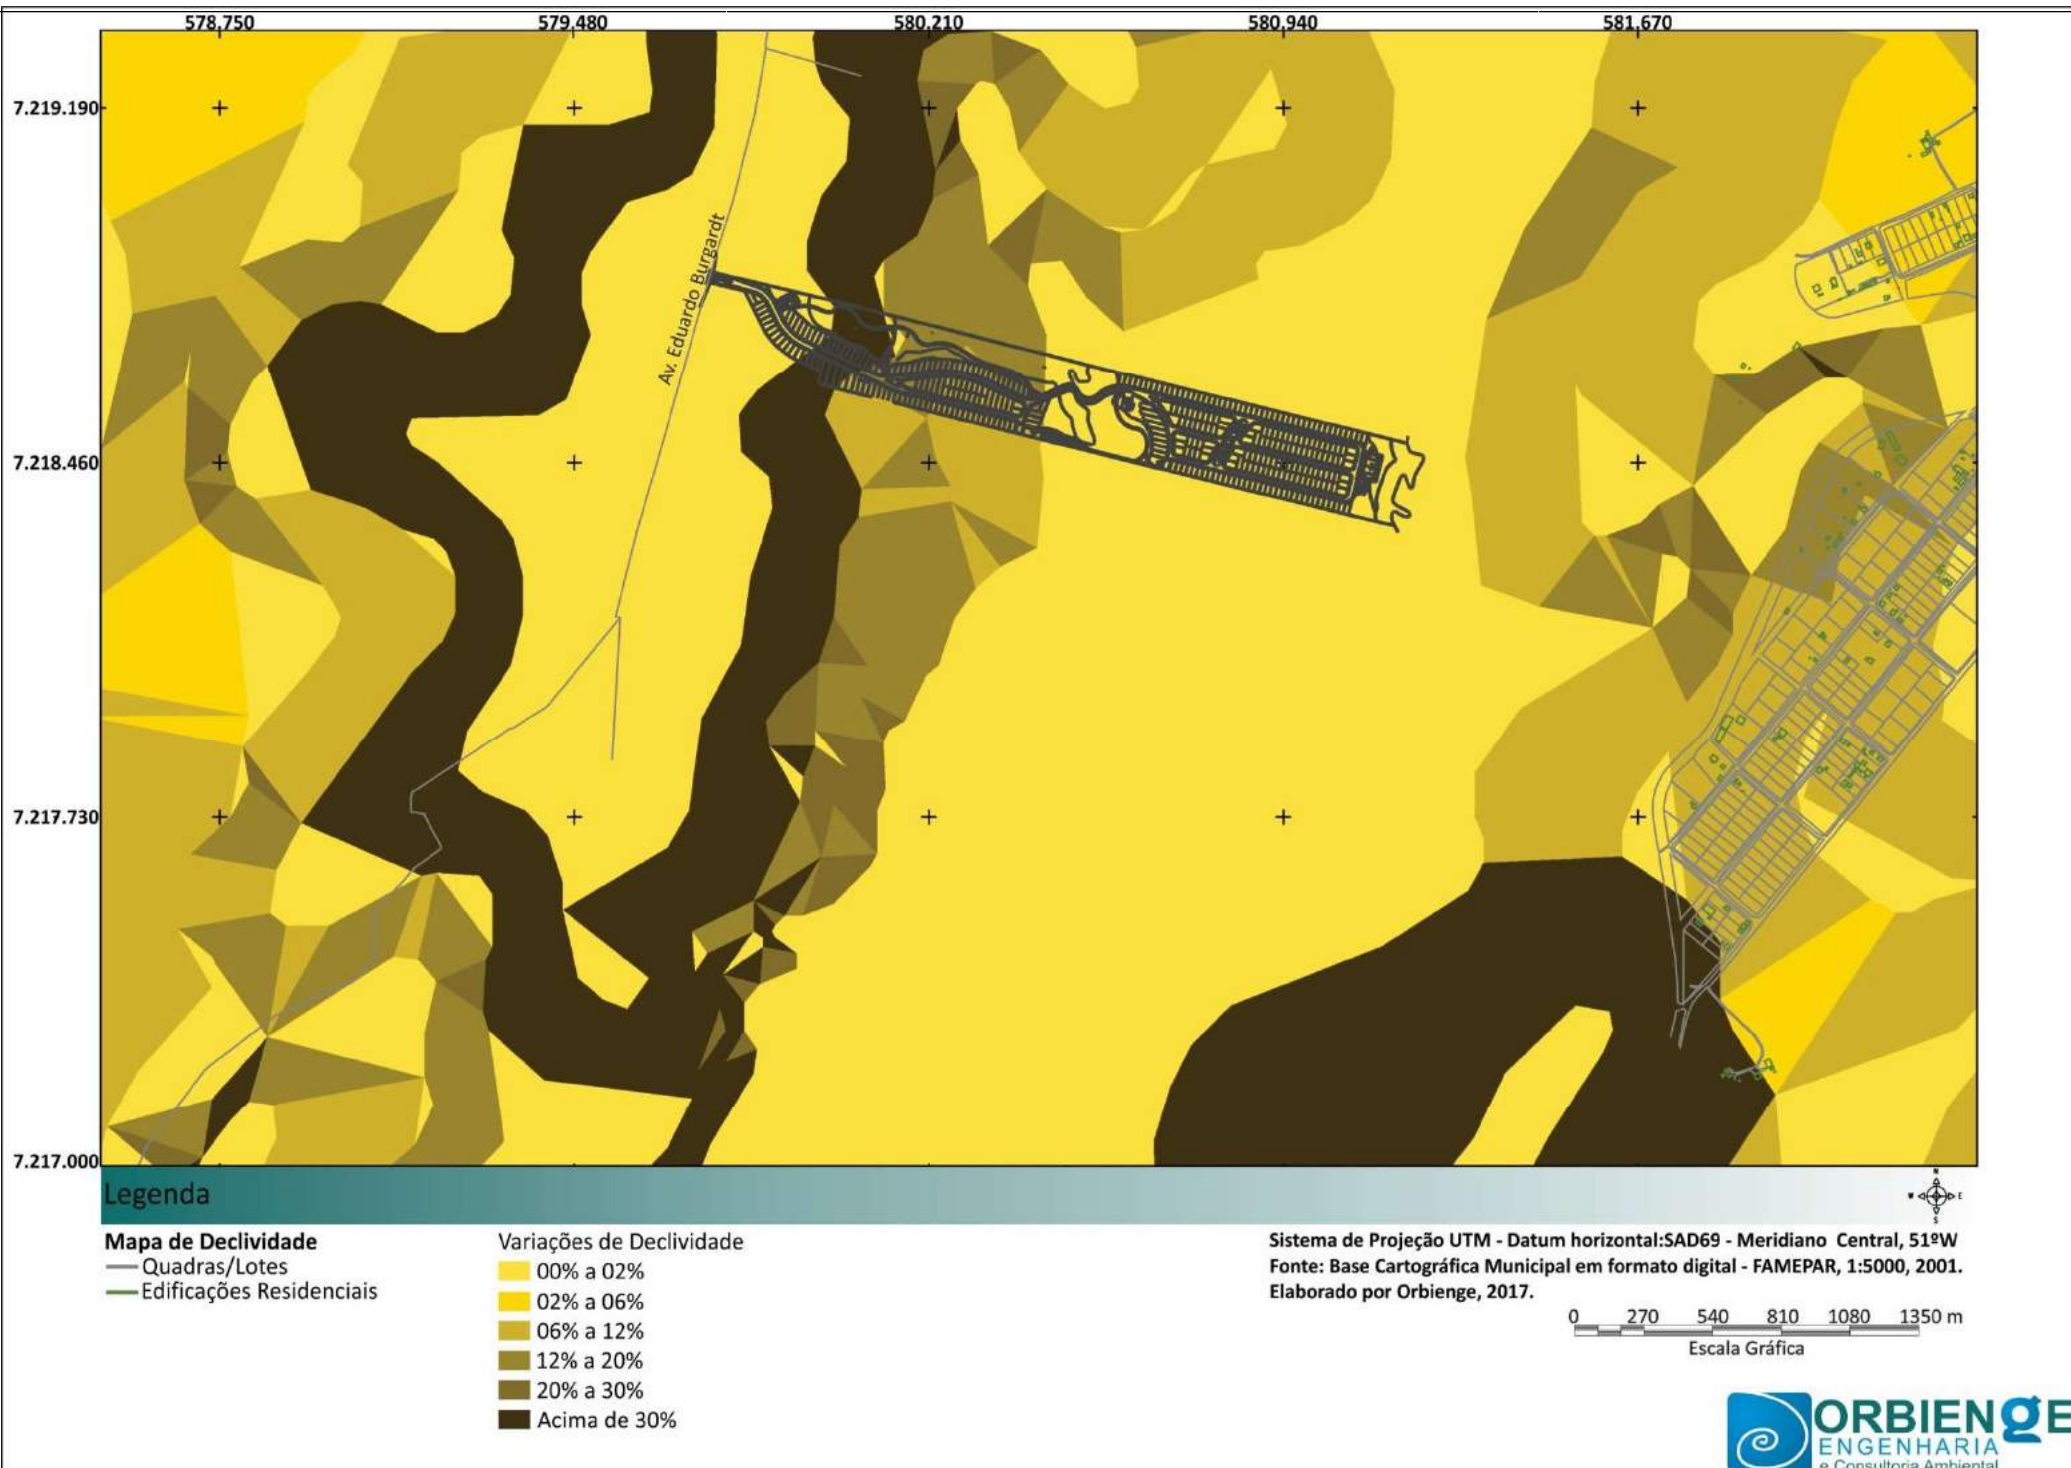 578.750 579.480 580.210 580.940 581.670
7.219.190
Av. Eduardo Burgardt
7.218.460
7.217.730
7.217.000
Legenda
N
W E
S
Mapa de Declividade
Quadras/Lotes
Edificações Residenciais
Variações de Declividade
00% a 02%
02% a 06%
06% a 12%
12% a 20%
20% a 30%
Acima de 30%
Sistema de Projeção UTM - Datum horizontal:SAD69 - Meridiano Central, 51ºW
Fonte: Base Cartográfica Municipal em formato digital - FAMEPAR, 1:5000, 2001.
Elaborado por Orbienge, 2017.
0 270 540 810 1080 1350 m
Escala Gráfica
ORBIENgE
ENGENHARIA
e Consultoria Ambiental